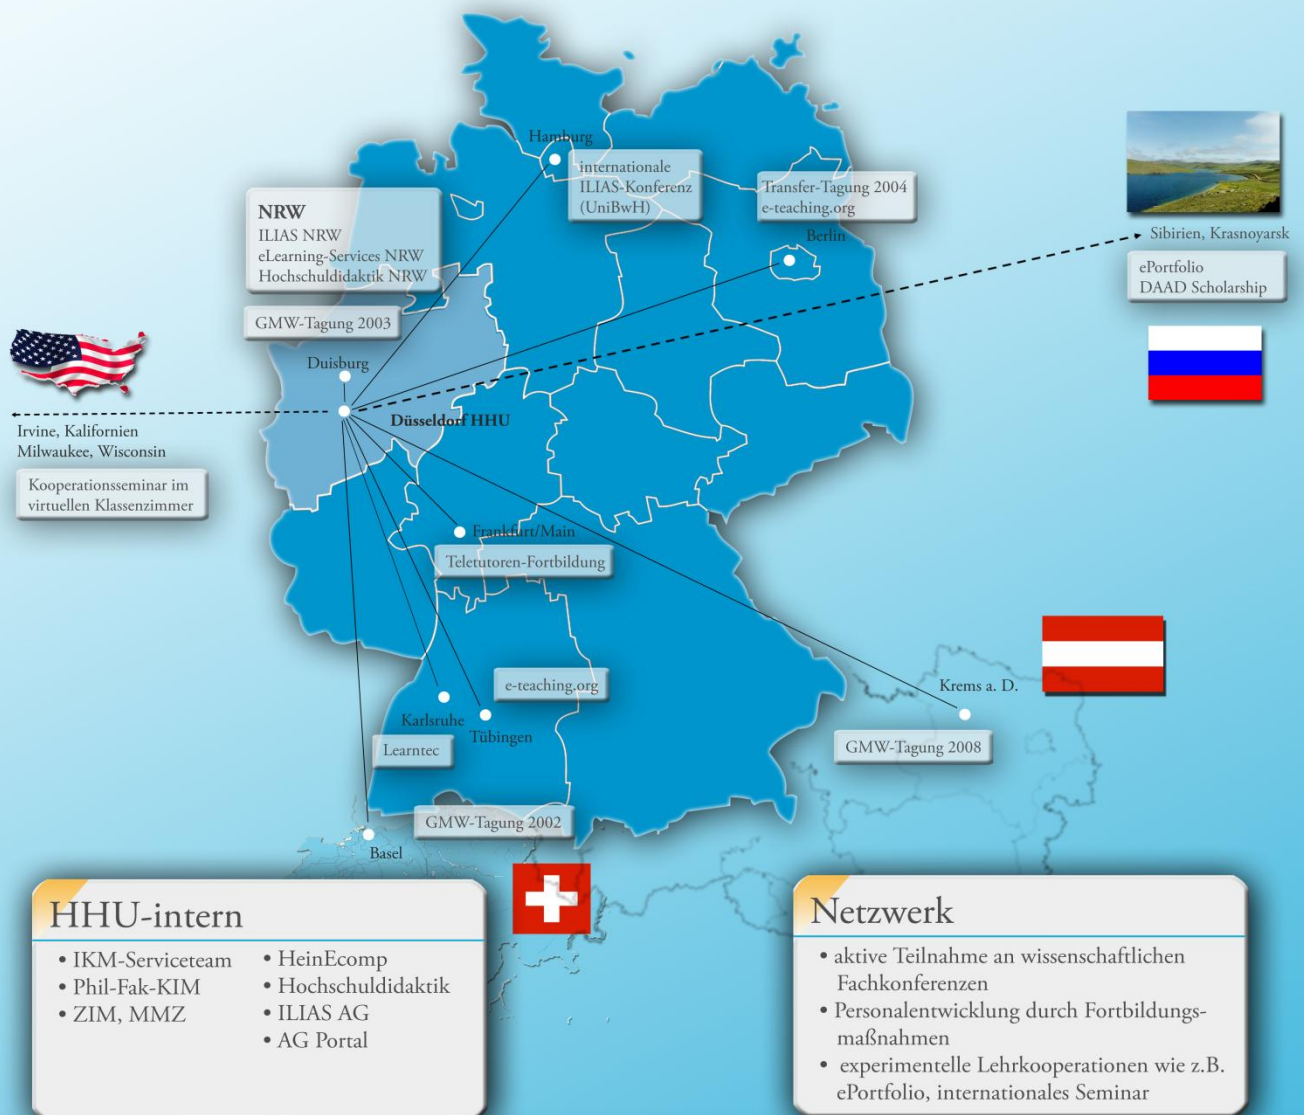 Hamburg
internationale
ILIAS-Konferenz
(UniBwH)
Transfer-Tagung 2004
e-teaching.org
Berlin
NRW
ILIAS NRW
eLearning-Services NRW
Hochschuldidaktik NRW
GMW-Tagung 2003
Duisburg
Düsseldorf HHU
Sibirien, Krasnoyarsk
ePortfolio
DAAD Scholarship
Irvine, Kalifornien
Milwaukee, Wisconsin
Kooperationsseminar im
virtuellen Klassenzimmer
Frankfurt/Main
Teletutoren-Fortbildung
e-teaching.org
Karlsruhe
Tübingen
Learntec
Krems a. D.
GMW-Tagung 2008
GMW-Tagung 2002
Basel
HHU-intern
• IKM-Serviceteam
• Phil-Fak-KIM
• ZIM, MMZ
• HeinEcomp
• Hochschuldidaktik
• ILIAS AG
• AG Portal
Netzwerk
• aktive Teilnahme an wissenschaftlichen
Fachkonferenzen
• Personalentwicklung durch Fortbildungs-
maßnahmen
• experimentelle Lehrkooperationen wie z.B.
ePortfolio, internationales Seminar